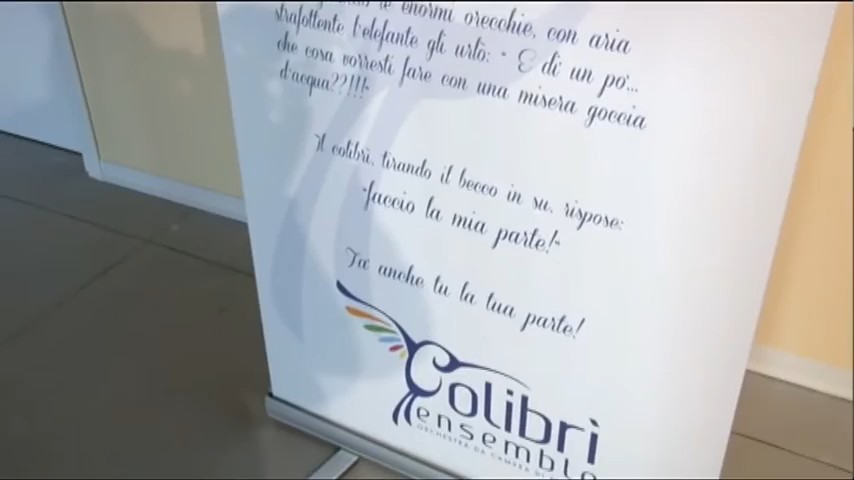 le enormi orecchie, con aria
strafottente l'elefante gli urlò: " E di un po'...
che cosa vorresti fare con una misera goccia
d'acqua??!!!"
Il colibrì, tirando il becco in su, rispose:
"faccio la mia parte!"
Fa' anche tu la tua parte!
Colibrì
ensemble
ORCHESTRA DA CAMERA